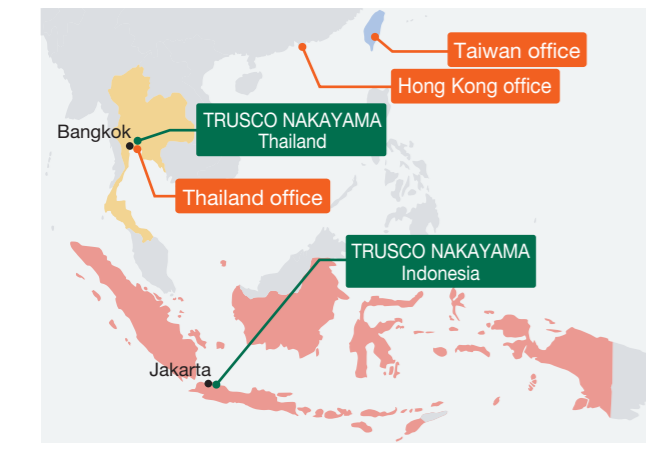 Taiwan office
Hong Kong office
TRUSCO NAKAYAMA
Thailand
Bangkok
Thailand office
TRUSCO NAKAYAMA
Indonesia
Jakarta